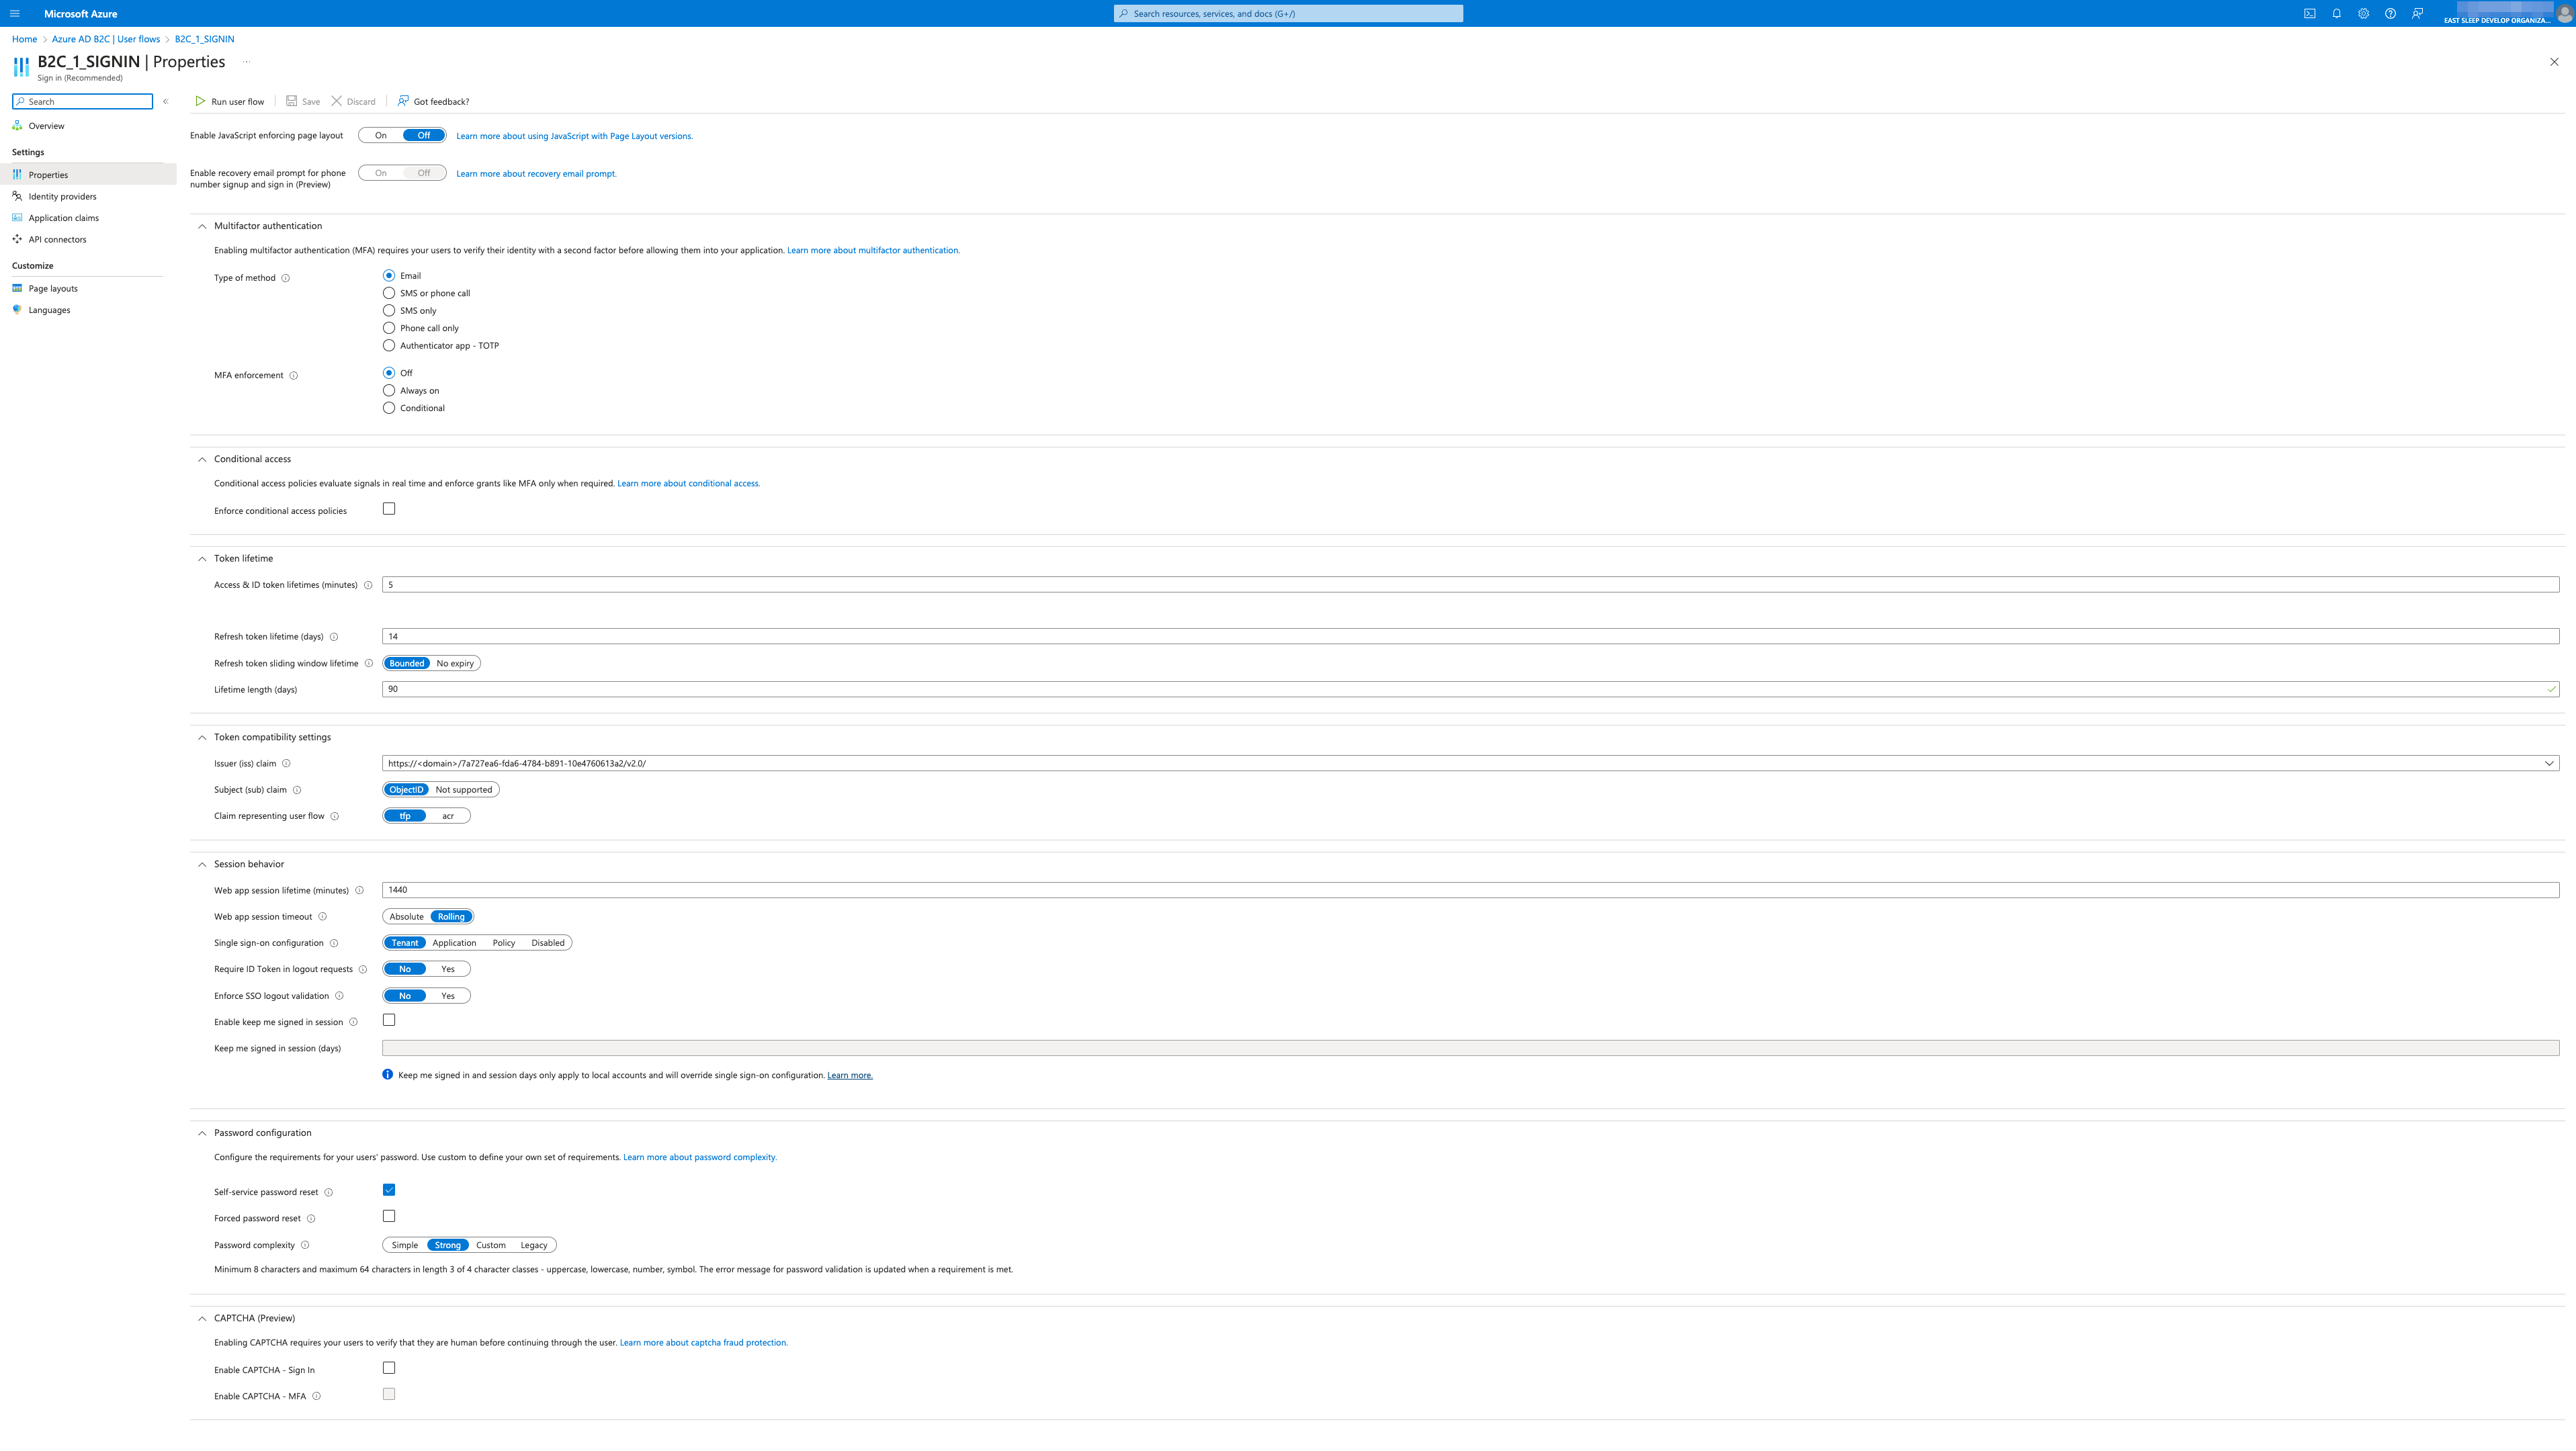 Microsoft Azure
Search resources, services, and docs (G+/)
EAST SLEEP DEVELOP ORGANIZA...
Home > Azure AD B2C | User flows > B2C_1_SIGNIN
B2C_1_SIGNIN | Properties ...
Sign in (Recommended)
Search
Overview
Settings
Properties
Identity providers
Application claims
API connectors
Customize
Page layouts
Languages
Run user flow Save Discard Got feedback?
Enable JavaScript enforcing page layout On Off Learn more about using JavaScript with Page Layout versions.
Enable recovery email prompt for phone
number signup and sign in (Preview)
On Off Learn more about recovery email prompt.
Multifactor authentication
Enabling multifactor authentication (MFA) requires your users to verify their identity with a second factor before allowing them into your application. Learn more about multifactor authentication.
Type of method
Email
SMS or phone call
SMS only
Phone call only
Authenticator app - TOTP
MFA enforcement
Off
Always on
Conditional
Conditional access
Conditional access policies evaluate signals in real time and enforce grants like MFA only when required. Learn more about conditional access.
Enforce conditional access policies
Token lifetime
Access & ID token lifetimes (minutes) 5
Refresh token lifetime (days) 14
Refresh token sliding window lifetime Bounded No expiry
Lifetime length (days) 90
Token compatibility settings
Issuer (iss) claim https://<domain>/7a727ea6-fda6-4784-b891-10e4760613a2/v2.0/
Subject (sub) claim ObjectID Not supported
Claim representing user flow tfp acr
Session behavior
Web app session lifetime (minutes) 1440
Web app session timeout Absolute Rolling
Single sign-on configuration Tenant Application Policy Disabled
Require ID Token in logout requests No Yes
Enforce SSO logout validation No Yes
Enable keep me signed in session
Keep me signed in session (days)
Keep me signed in and session days only apply to local accounts and will override single sign-on configuration. Learn more.
Password configuration
Configure the requirements for your users' password. Use custom to define your own set of requirements. Learn more about password complexity.
Self-service password reset
Forced password reset
Password complexity Simple Strong Custom Legacy
Minimum 8 characters and maximum 64 characters in length 3 of 4 character classes - uppercase, lowercase, number, symbol. The error message for password validation is updated when a requirement is met.
CAPTCHA (Preview)
Enabling CAPTCHA requires your users to verify that they are human before continuing through the user. Learn more about captcha fraud protection.
Enable CAPTCHA - Sign In
Enable CAPTCHA - MFA